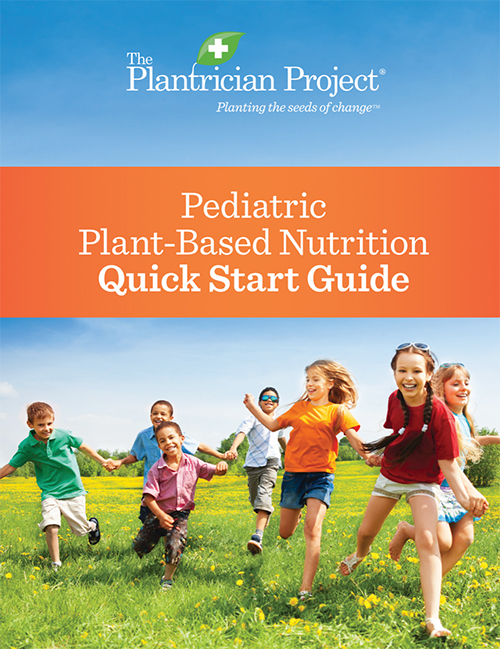 The
Plantrician Project®
Planting the seeds of change™
Pediatric
Plant-Based Nutrition
Quick Start Guide